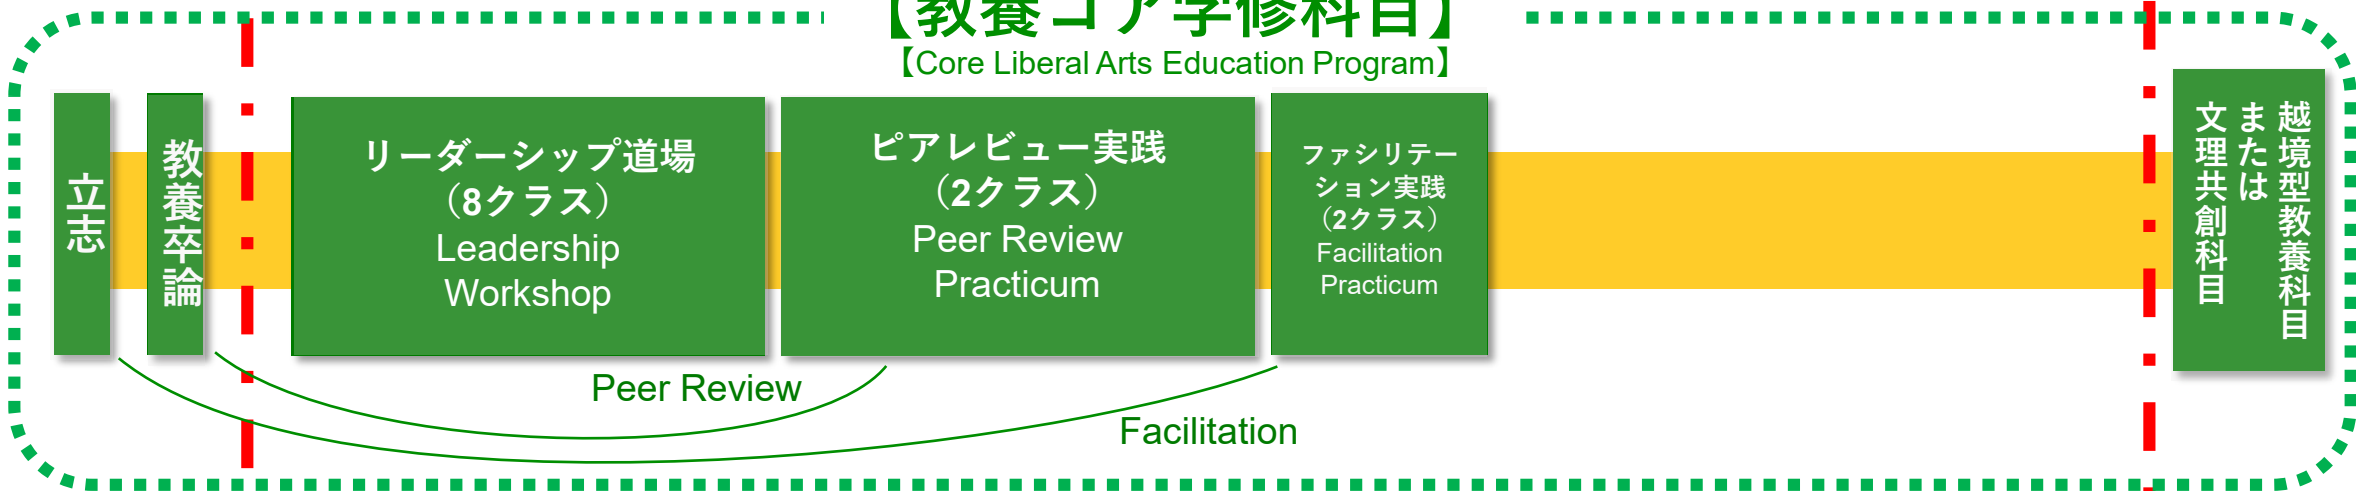 【教養コア学修科目】
【Core Liberal Arts Education Program】
立志
教養卒論
リーダーシップ道場
（8クラス）
Leadership
Workshop
ピアレビュー実践
（2クラス）
Peer Review
Practicum
ファシリテー
ション実践
（2クラス）
Facilitation
Practicum
越境型教養科目
または
文理共創科目
Peer Review
Facilitation